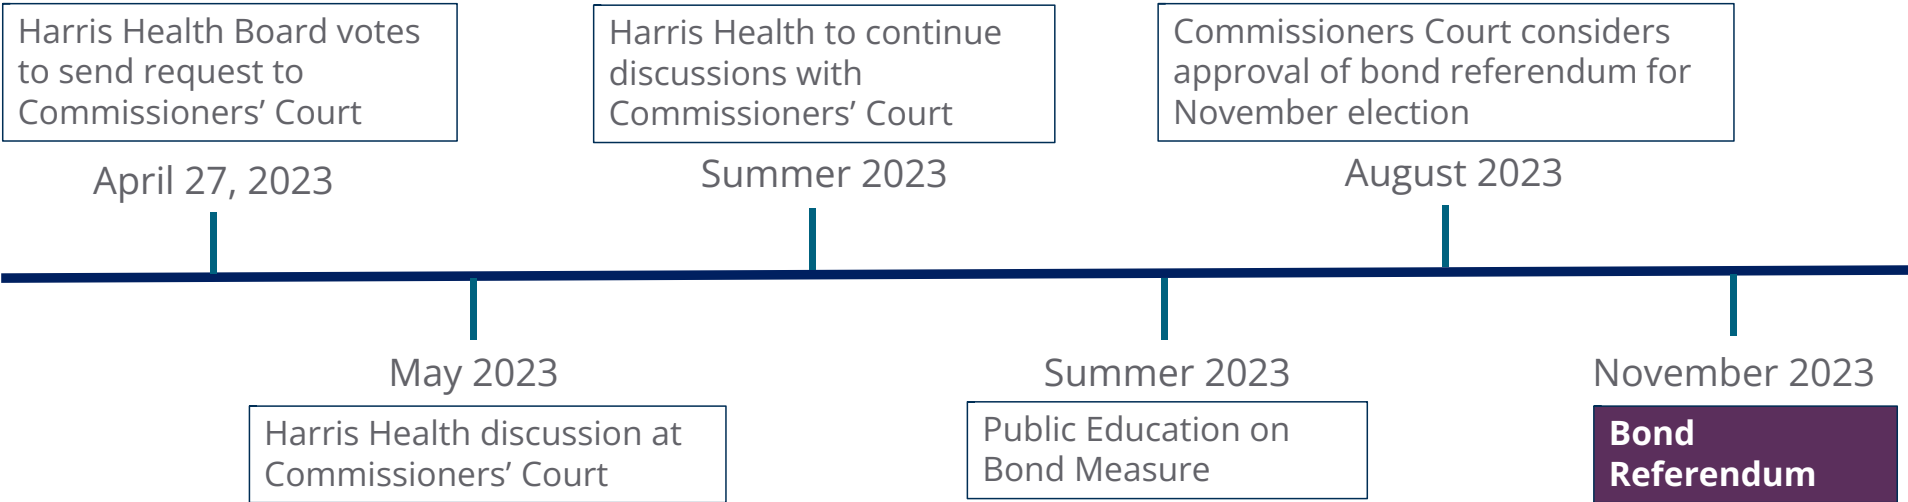 Harris Health Board votes
to send request to
Commissioners’ Court
April 27, 2023
May 2023
Harris Health discussion at
Commissioners’ Court
Harris Health to continue
discussions with
Commissioners’ Court
Summer 2023
Summer 2023
Public Education on
Bond Measure
Commissioners Court considers
approval of bond referendum for
November election
August 2023
November 2023
Bond
Referendum